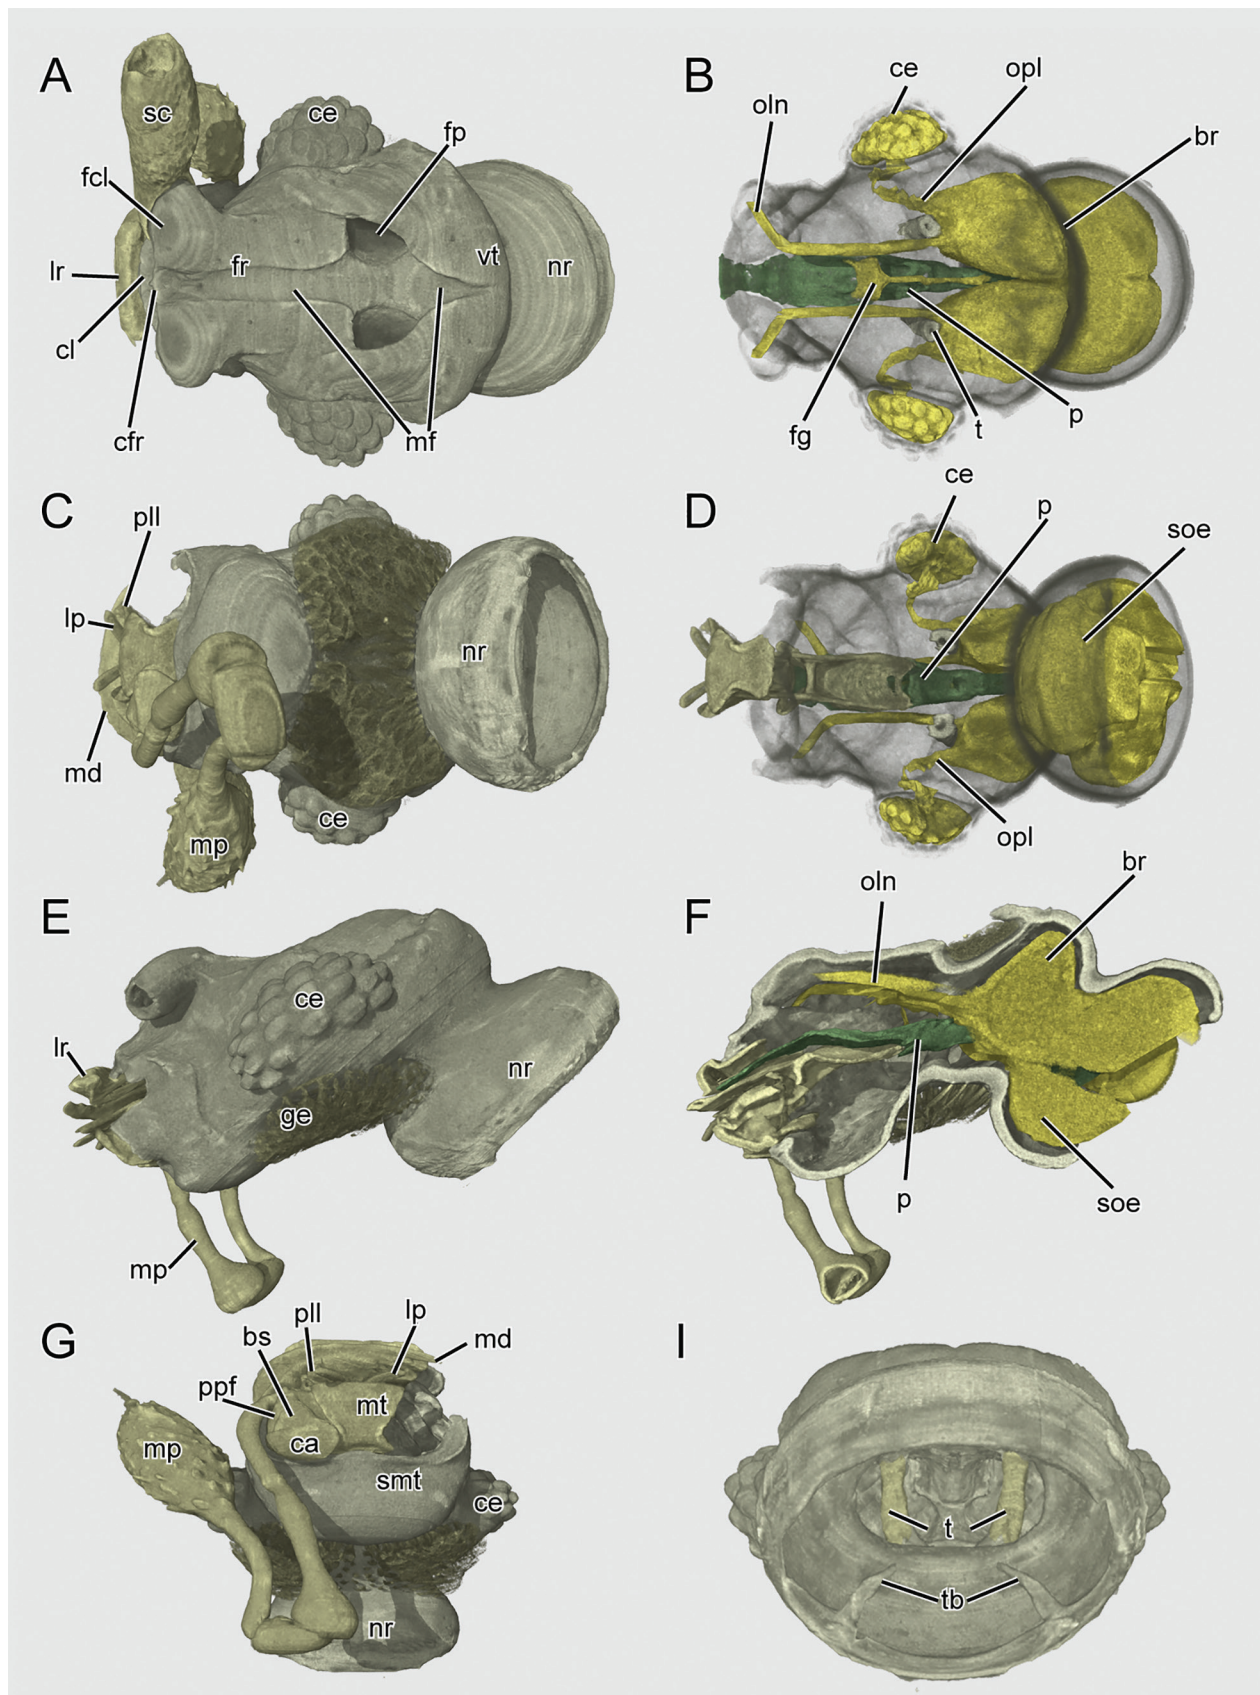 A
sc
ce
fp
fcl
lr
fr
vt
nr
cl
cfr
mf
B
ce
opl
oln
br
fg
t
p
C
pll
lp
nr
md
mp
ce
D
ce
p
soe
opl
E
ce
lr
ge
nr
mp
F
oln
br
p
soe
G
bs
pll
lp
md
ppf
mt
mp
ca
smt
ce
nr
I
t
tb